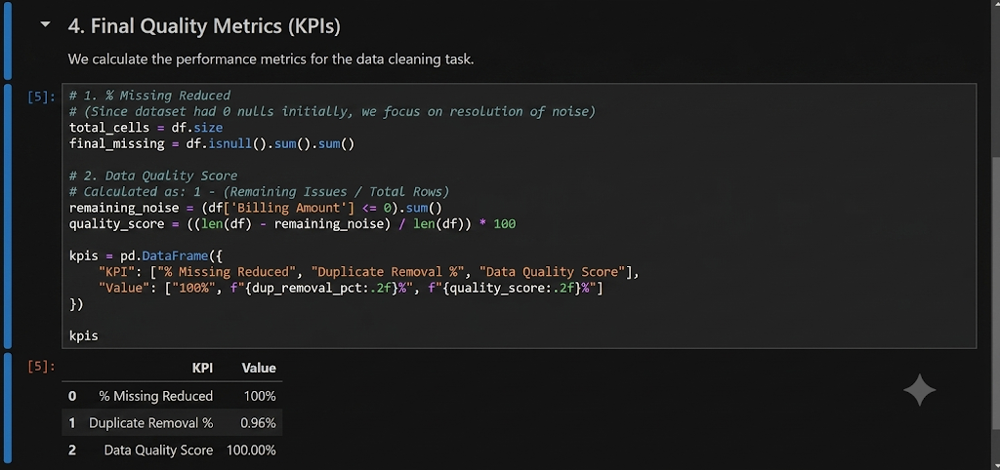 4. Final Quality Metrics (KPIs)
We calculate the performance metrics for the data cleaning task.
[5]:
# 1. % Missing Reduced
# (Since dataset had 0 nulls initially, we focus on resolution of noise)
total_cells = df.size
final_missing = df.isnull().sum().sum()
# 2. Data Quality Score
# Calculated as: 1 - (Remaining Issues / Total Rows)
remaining_noise = (df['Billing Amount'] <= 0).sum()
quality_score = ((len(df) - remaining_noise) / len(df)) * 100
kpis = pd.DataFrame({
    "KPI": ["% Missing Reduced", "Duplicate Removal %", "Data Quality Score"],
    "Value": ["100%", f"{dup_removal_pct:.2f}%", f"{quality_score:.2f}%"]
})
kpis
[5]:
KPI Value
0 % Missing Reduced 100%
1 Duplicate Removal % 0.96%
2 Data Quality Score 100.00%